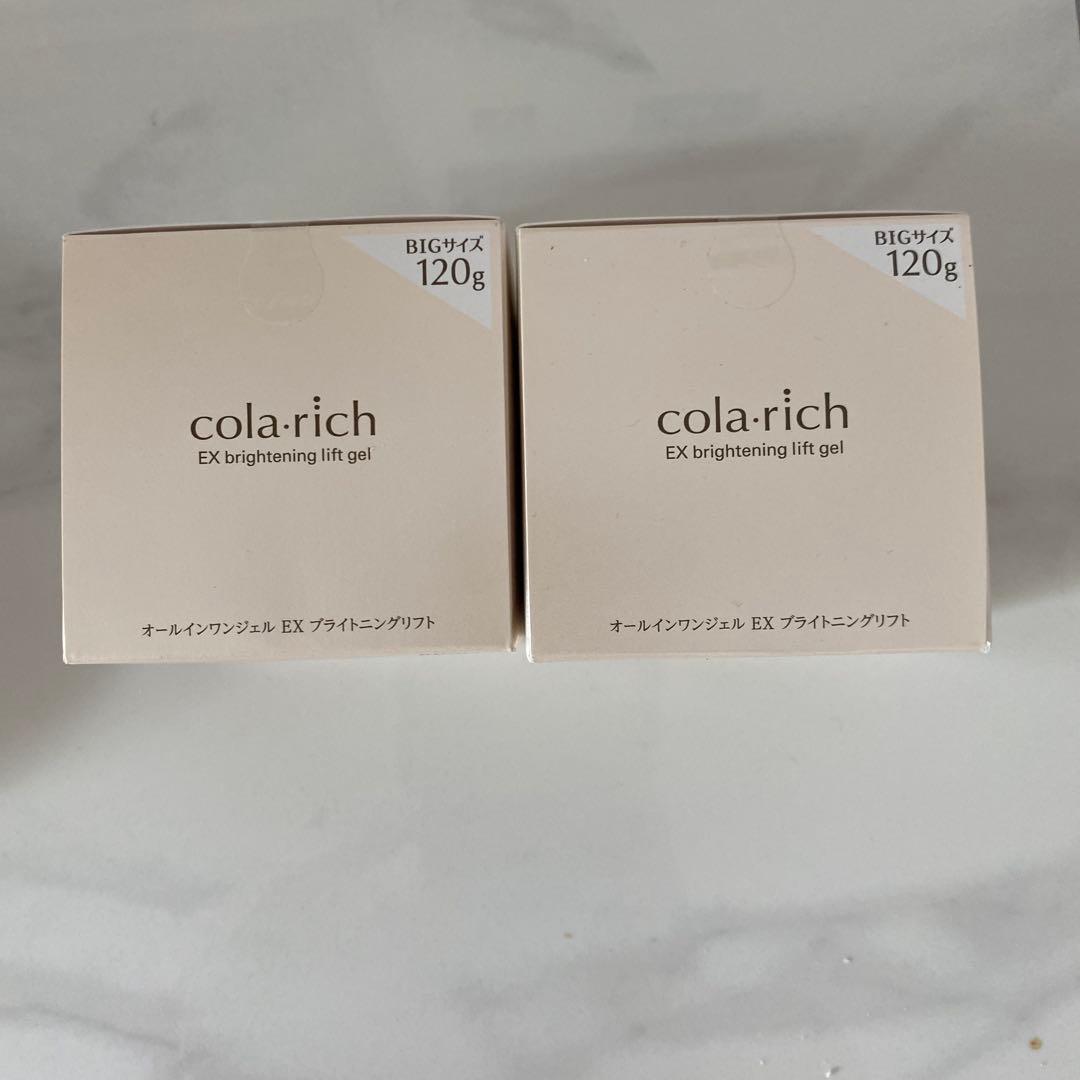 BIGサイズ
120g
cola・rich
EX brightening lift gel
オールインワンジェル EX ブライトニングリフト
BIGサイズ
120g
cola・rich
EX brightening lift gel
オールインワンジェル EX ブライトニングリフト